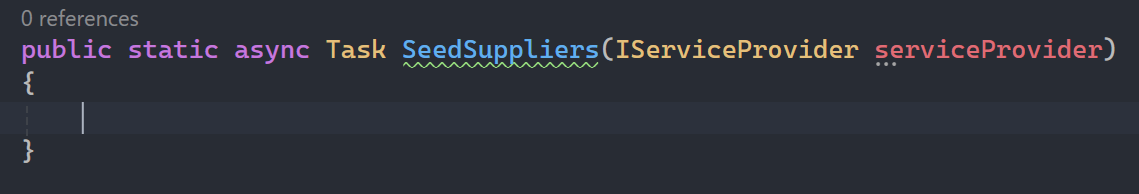 0 references
public static async Task SeedSuppliers(IServiceProvider serviceProvider)
{
}